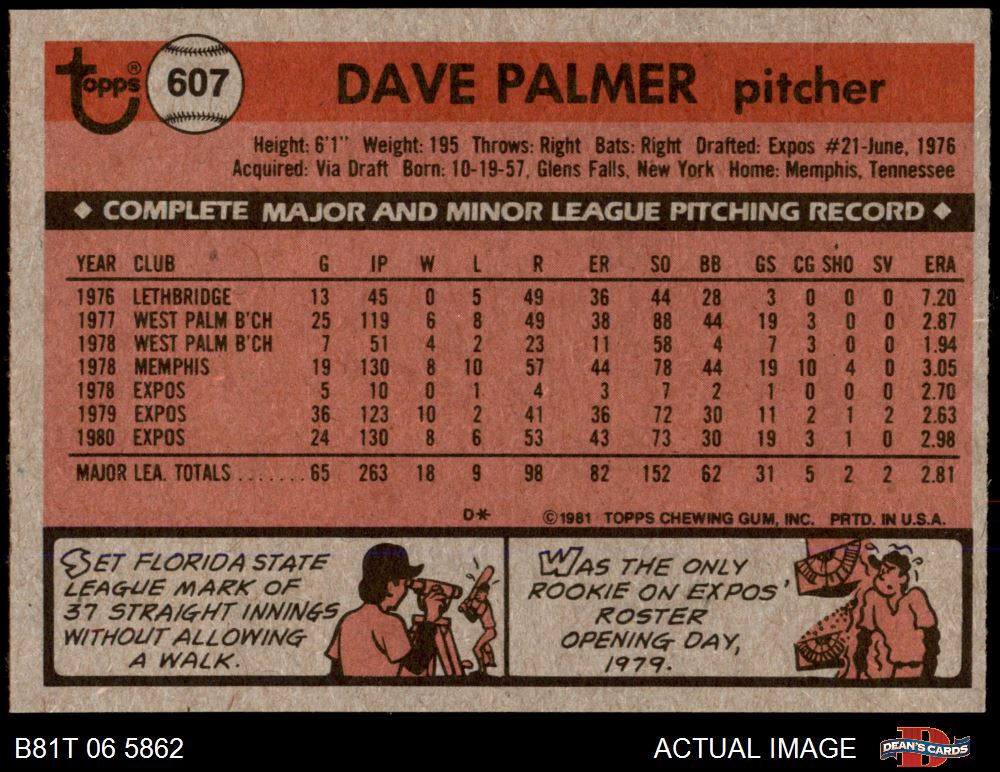 Topps®
607
DAVE PALMER pitcher
Height: 6'1" Weight: 195 Throws: Right Bats: Right Drafted: Expos #21-June, 1976
Acquired: Via Draft Born: 10-19-57, Glens Falls, New York Home: Memphis, Tennessee
◆ COMPLETE MAJOR AND MINOR LEAGUE PITCHING RECORD ◆
YEAR CLUB G IP W L R ER SO BB GS CG SHO SV ERA
1976 LETHBRIDGE 13 45 0 5 49 36 44 28 3 0 0 0 7.20
1977 WEST PALM B'CH 25 119 6 8 49 38 88 44 19 3 0 0 2.87
1978 WEST PALM B'CH 7 51 4 2 23 11 58 4 7 3 0 0 1.94
1978 MEMPHIS 19 130 8 10 57 44 78 44 19 10 4 0 3.05
1978 EXPOS 5 10 0 1 4 3 7 2 1 0 0 0 2.70
1979 EXPOS 36 123 10 2 41 36 72 30 11 2 1 2 2.63
1980 EXPOS 24 130 8 6 53 43 73 30 19 3 1 0 2.98
MAJOR LEA. TOTALS ....... 65 263 18 9 98 82 152 62 31 5 2 2 2.81
D* ©1981 TOPPS CHEWING GUM, INC. PRTD. IN U.S.A.
SET FLORIDA STATE
LEAGUE MARK OF
37 STRAIGHT INNINGS
WITHOUT ALLOWING
A WALK.
WAS THE ONLY
ROOKIE ON EXPOS'
ROSTER
OPENING DAY,
1979.
B81T 06 5862 ACTUAL IMAGE DEAN'S CARDS